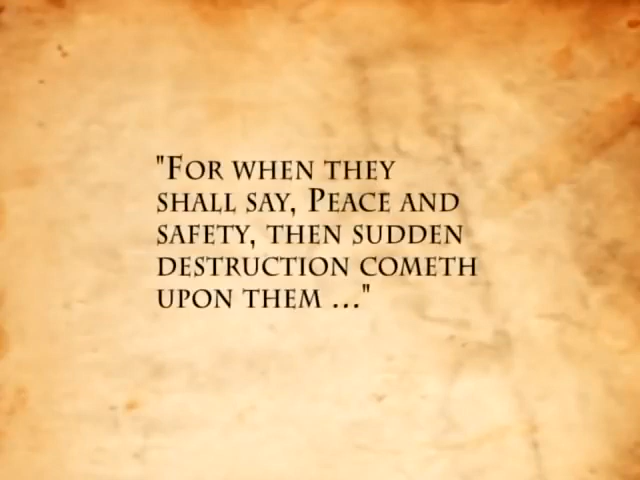 "For when they
shall say, Peace and
safety, then sudden
destruction cometh
upon them ..."